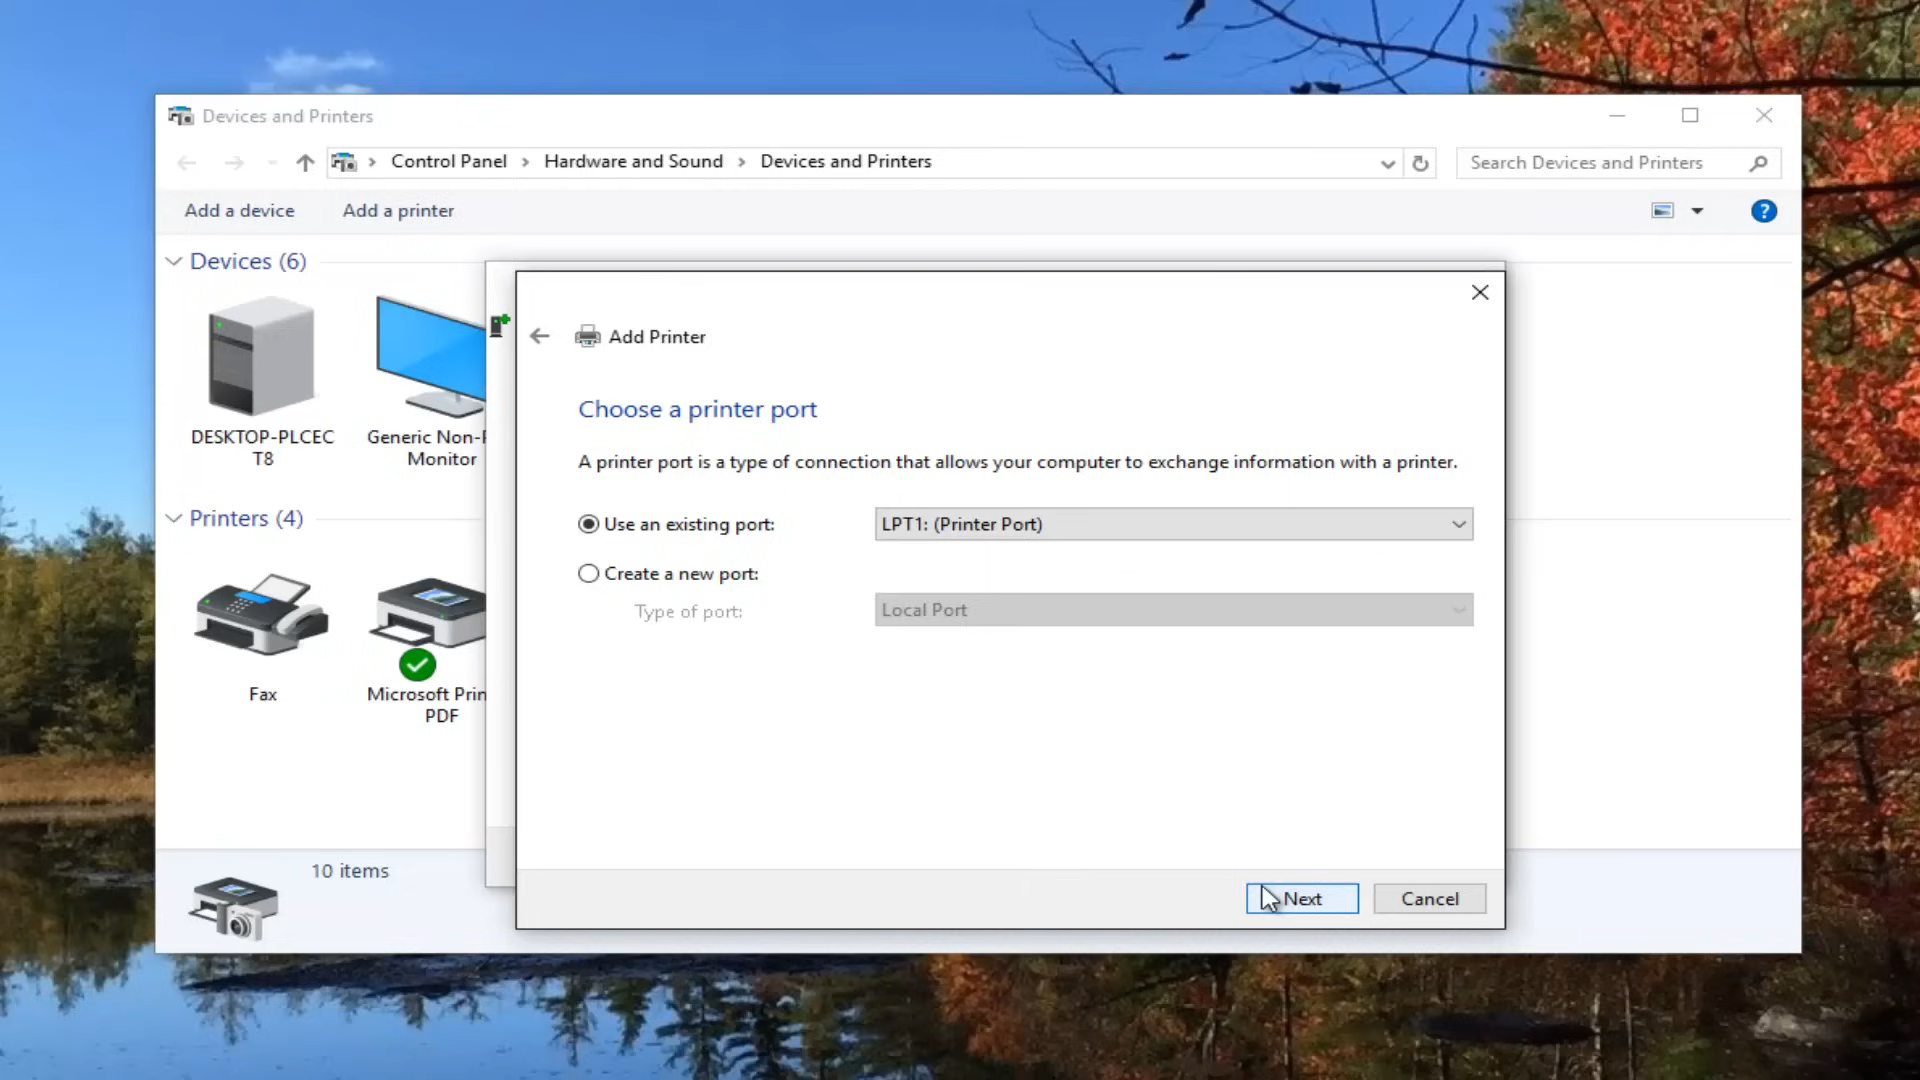 Devices and Printers
Control Panel > Hardware and Sound > Devices and Printers
Search Devices and Printers
Add a device
Add a printer
?
Devices (6)
DESKTOP-PLCEC
T8
Generic Non-
Monitor
Printers (4)
Fax
Microsoft Prin
PDF
10 items
Add Printer
Choose a printer port
A printer port is a type of connection that allows your computer to exchange information with a printer.
Use an existing port:
LPT1: (Printer Port)
Create a new port:
Type of port:
Local Port
Next
Cancel